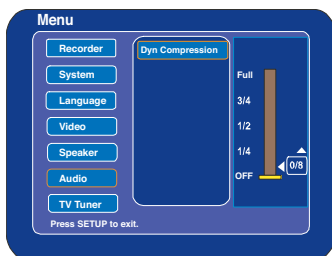 Menu
Recorder
System
Language
Video
Speaker
Audio
TV Tuner
Dyn Compression
Full
3/4
1/2
1/4
OFF
0/8
Press SETUP to exit.